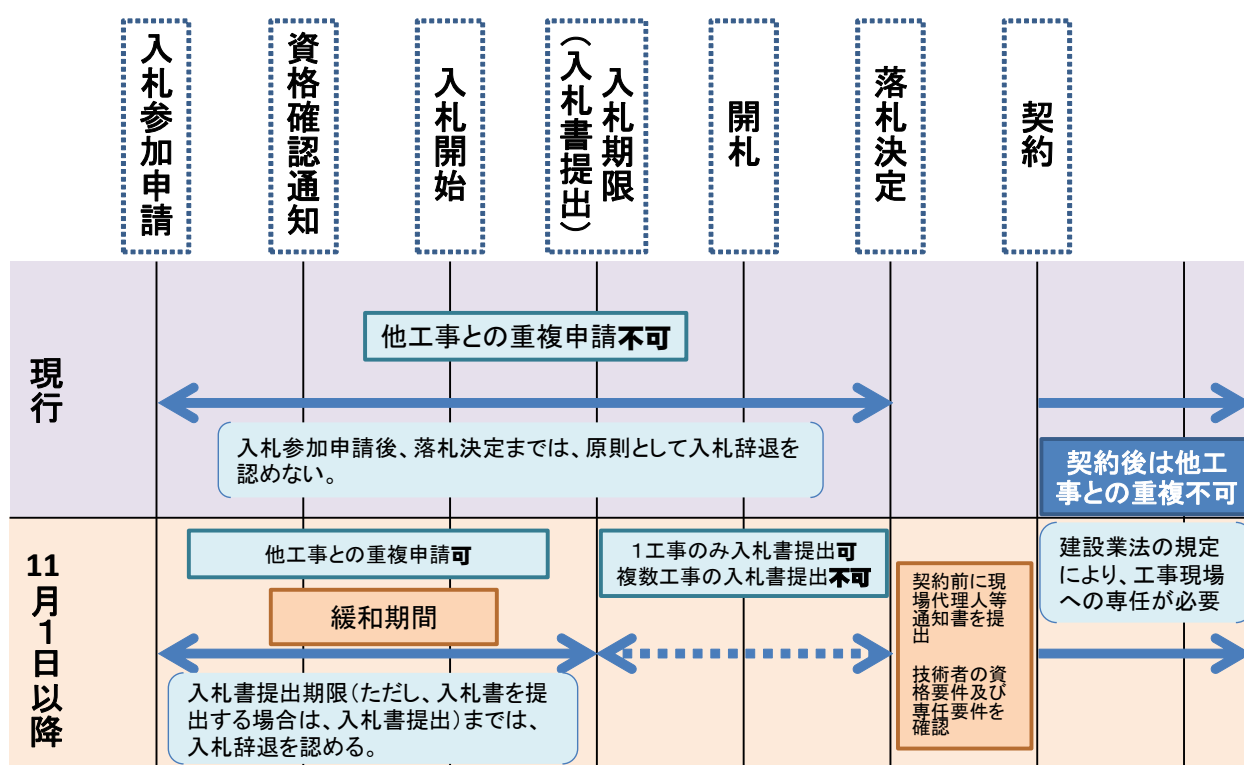 入札参加申請
資格確認通知
入札開始
入札期限
（入札書提出）
開札
落札決定
契約
現行
他工事との重複申請不可
入札参加申請後、落札決定までは、原則として入札辞退を
認めない。
契約後は他工
事との重複不可
11月1日以降
他工事との重複申請可
緩和期間
入札書提出期限（ただし、入札書を提
出する場合は、入札書提出）までは、
入札辞退を認める。
１工事のみ入札書提出可
複数工事の入札書提出不可
契約前に現
場代理人等
通知書を提
出
技術者の資
格要件及び
専任要件を
確認
建設業法の規定
により、工事現場
への専任が必要